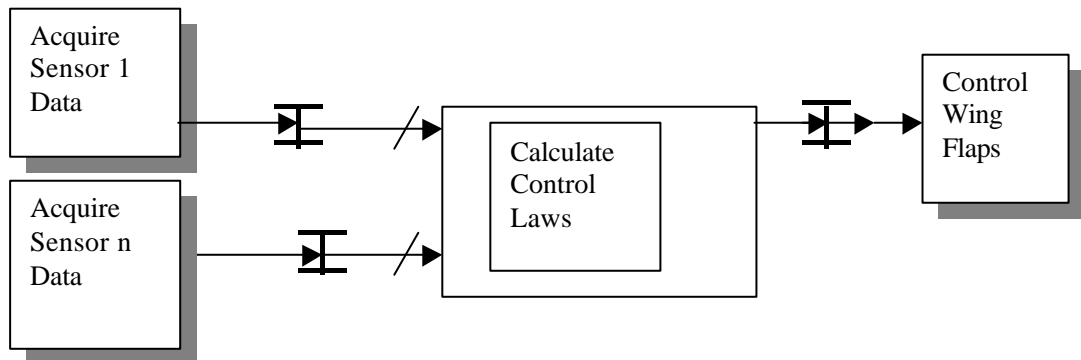 Acquire
Sensor 1
Data
Acquire
Sensor n
Data
Calculate
Control
Laws
Control
Wing
Flaps